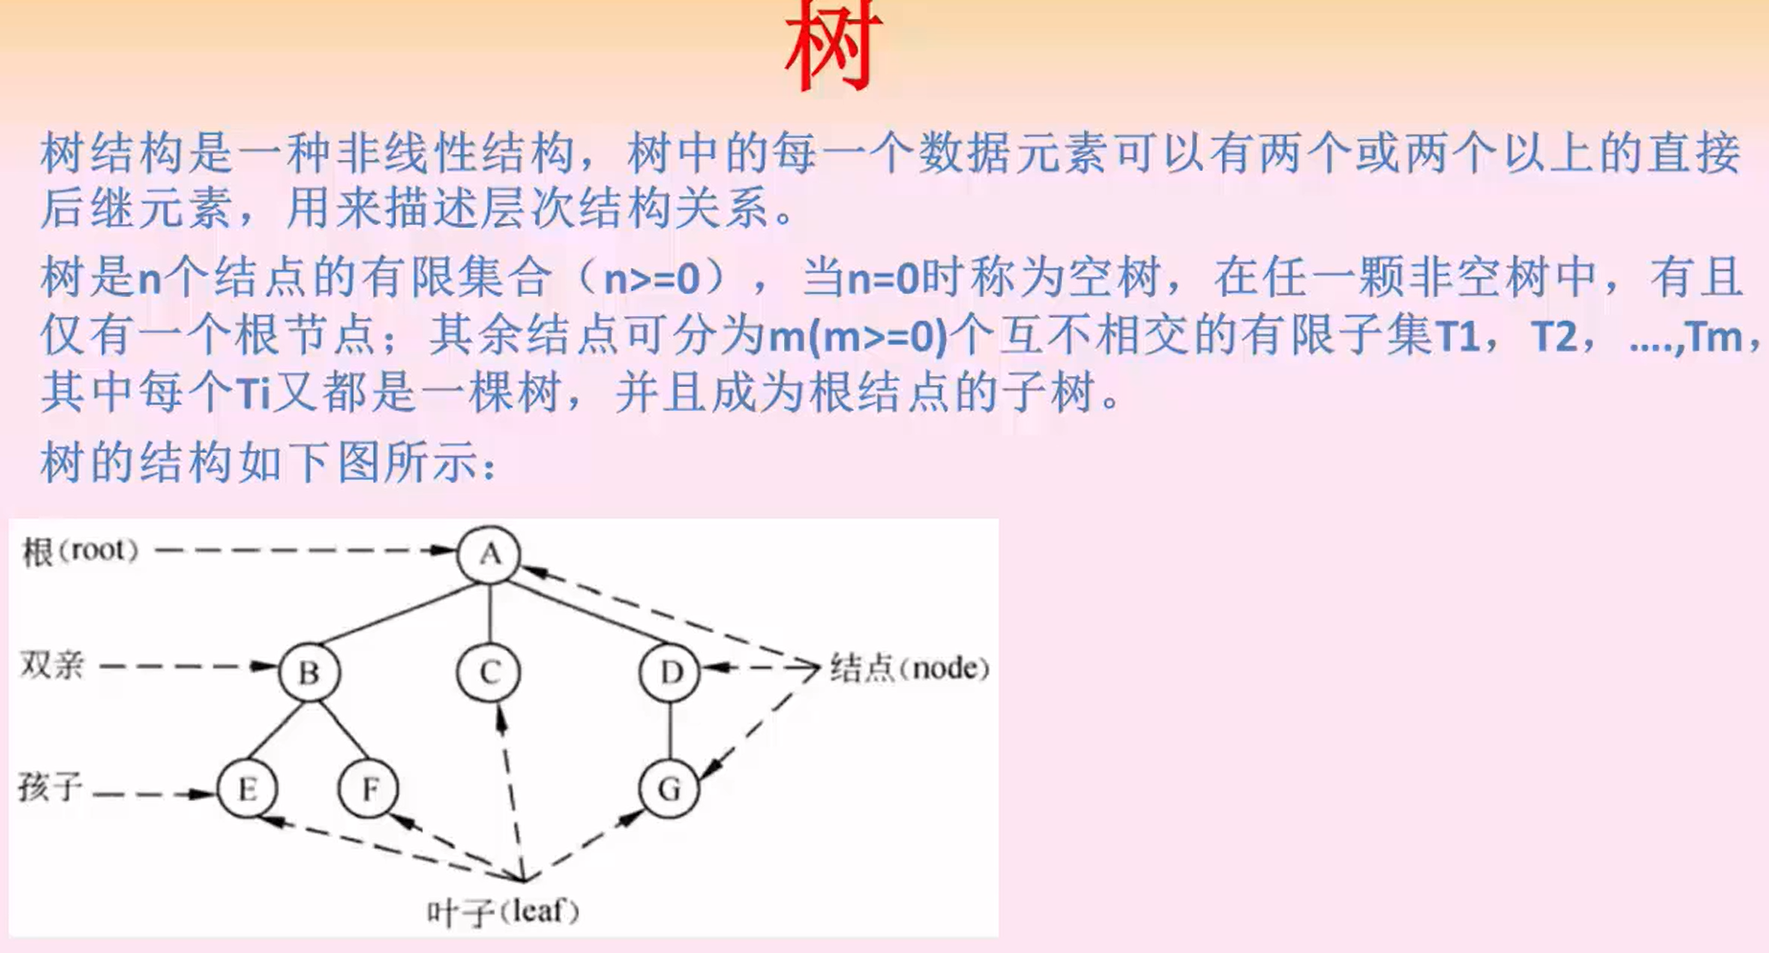 树
树结构是一种非线性结构，树中的每一个数据元素可以有两个或两个以上的直接
后继元素，用来描述层次结构关系。
树是n个结点的有限集合（n>=0），当n=0时称为空树，在任一颗非空树中，有且
仅有一个根节点；其余结点可分为m(m>=0)个互不相交的有限子集T1，T2，….,Tm，
其中每个Ti又都是一棵树，并且成为根结点的子树。
树的结构如下图所示：
根(root)
A
双亲
B
C
D
结点(node)
孩子
E
F
G
叶子(leaf)